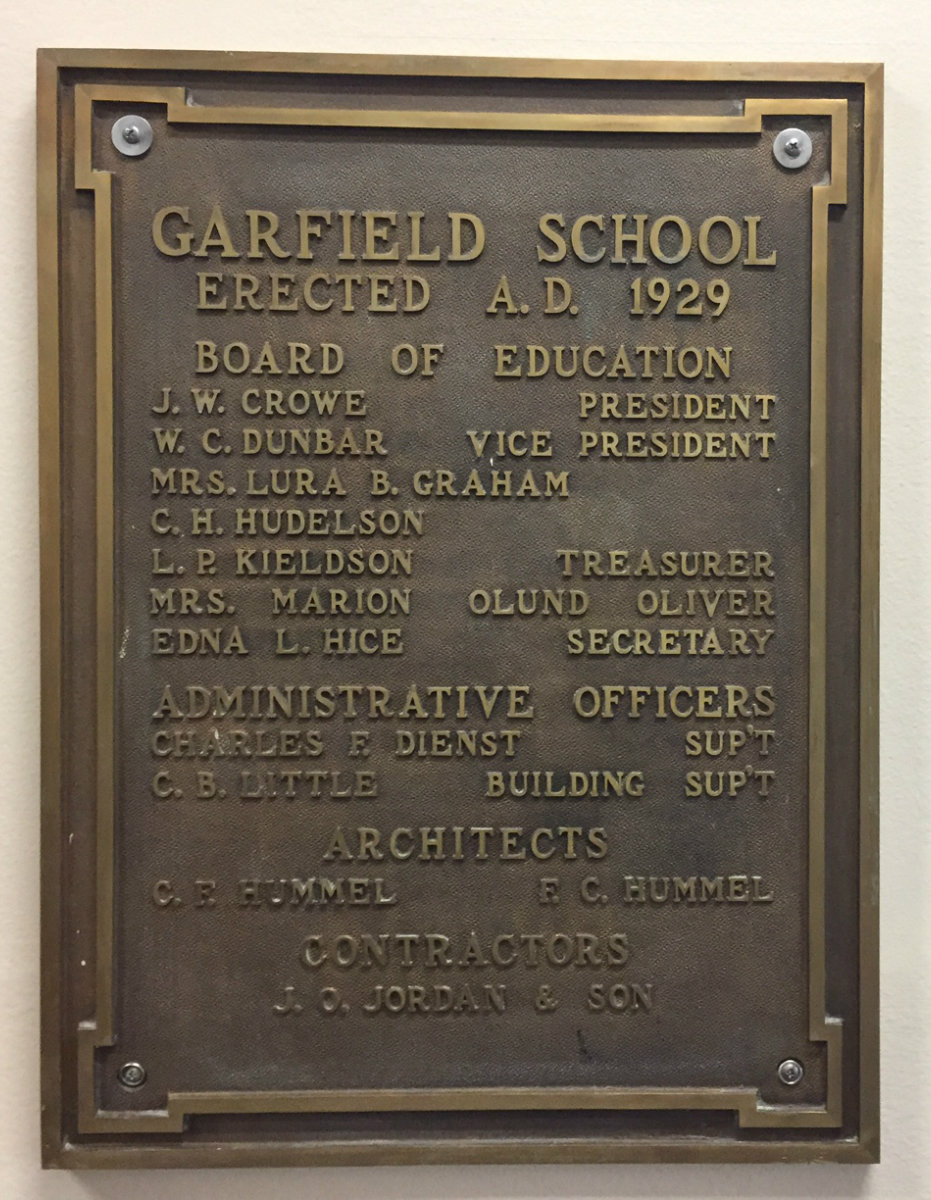 GARFIELD SCHOOL
ERECTED A.D. 1929
BOARD OF EDUCATION
J. W. CROWE PRESIDENT
W. C. DUNBAR VICE PRESIDENT
MRS. LURA B. GRAHAM
C. H. HUDELSON
L. P. KIELDSON TREASURER
MRS. MARION OLUND OLIVER
EDNA L. HICE SECRETARY
ADMINISTRATIVE OFFICERS
CHARLES F. DIENST SUP'T
C. B. LITTLE BUILDING SUP'T
ARCHITECTS
C. F. HUMMEL F. C. HUMMEL
CONTRACTORS
J. O. JORDAN & SON